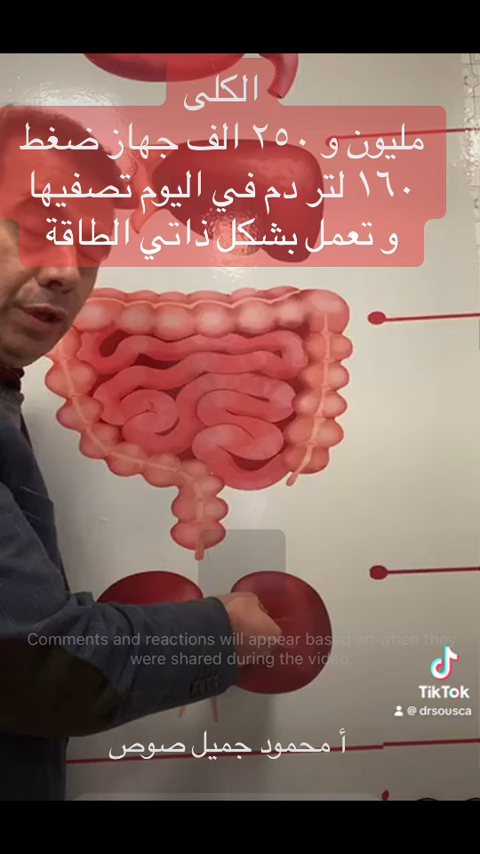 الكلى
مليون و ٢٥٠ الف جهاز ضغط
١٦٠ لتر دم في اليوم تصفيها
و تعمل بشكل ذاتي الطاقة
Comments and reactions will appear based on when they
were shared during the video.
TikTok
@ drsousca
أ محمود جميل صوص